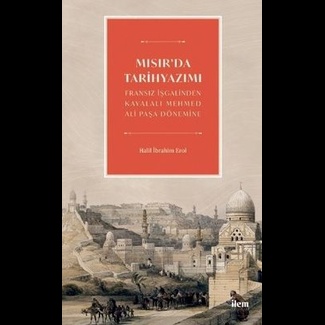 MISIR'DA
TARİHYAZIMI
FRANSIZ İŞGALİNDEN
KAVALALI MEHMED
ALİ PAŞA DÖNEMİNE
Halil İbrahim Erol
ilem